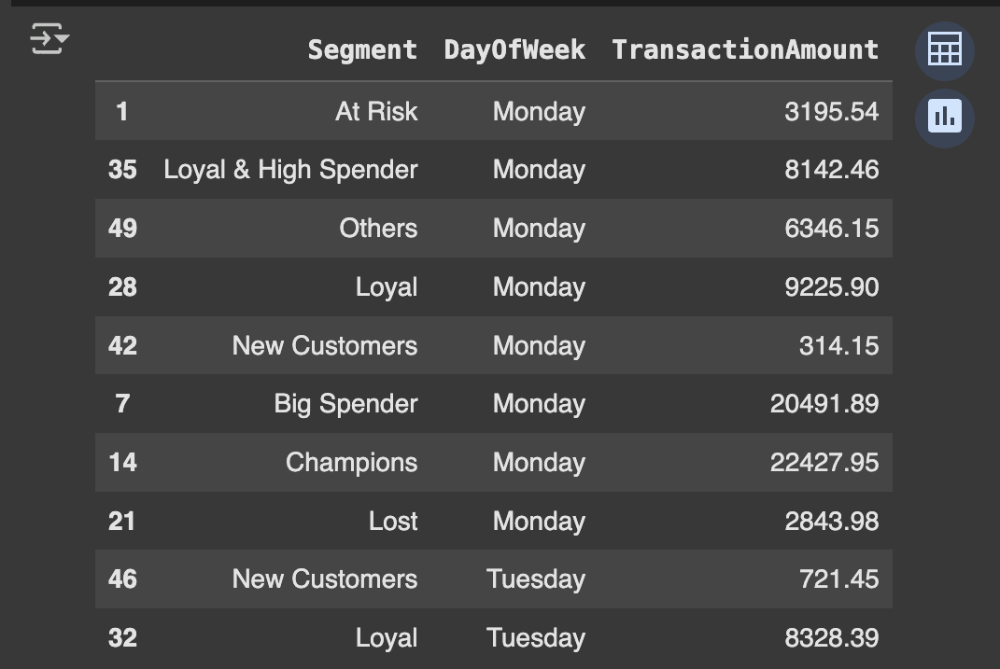 Segment DayOfWeek TransactionAmount
1 At Risk Monday 3195.54
35 Loyal & High Spender Monday 8142.46
49 Others Monday 6346.15
28 Loyal Monday 9225.90
42 New Customers Monday 314.15
7 Big Spender Monday 20491.89
14 Champions Monday 22427.95
21 Lost Monday 2843.98
46 New Customers Tuesday 721.45
32 Loyal Tuesday 8328.39